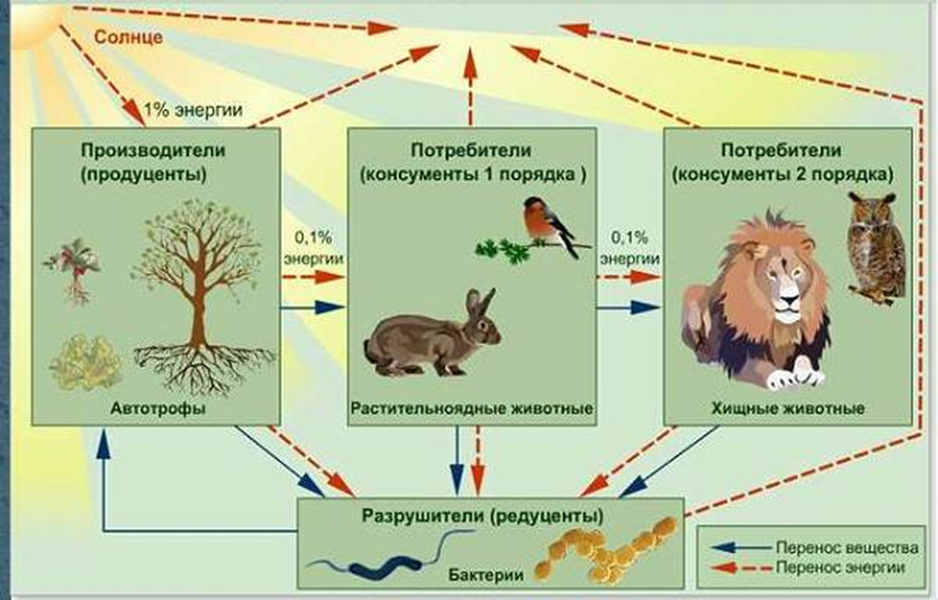 Солнце
1% энергии
Производители
(продуценты)
Автотрофы
0,1%
энергии
Потребители
(консументы 1 порядка )
Растительноядные животные
0,1%
энергии
Потребители
(консументы 2 порядка)
Хищные животные
Разрушители (редуценты)
Бактерии
Перенос вещества
Перенос энергии